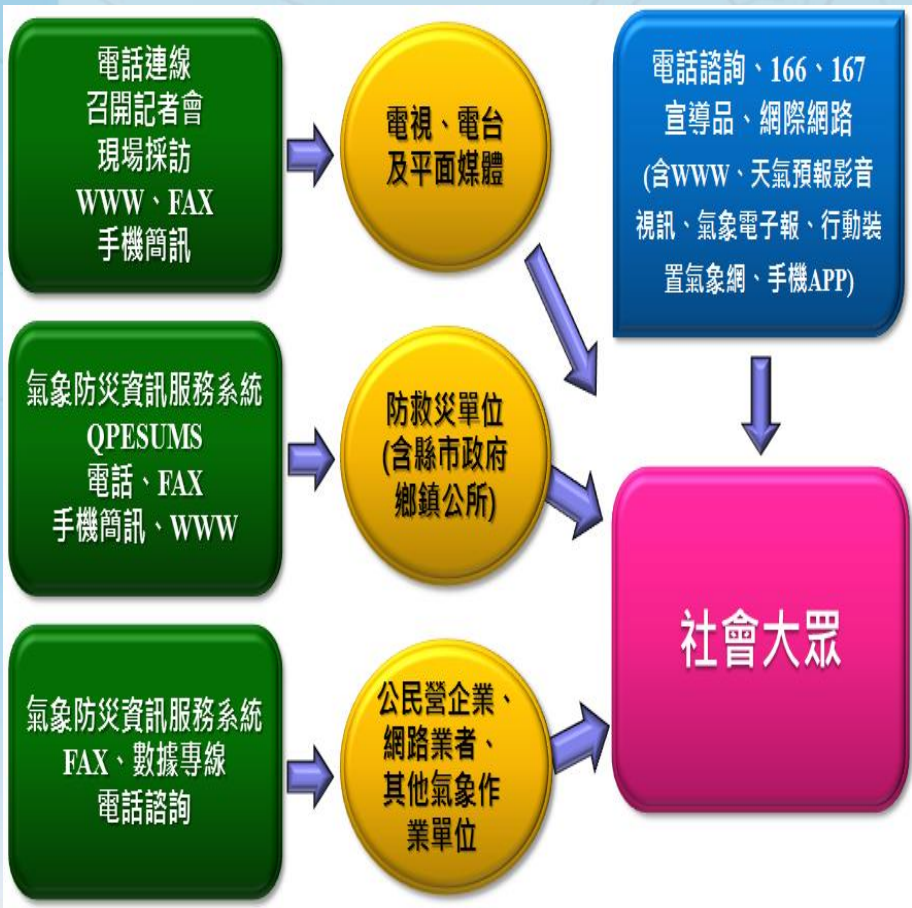 電話連線
召開記者會
現場採訪
WWW、FAX
手機簡訊
電視、電台
及平面媒體
電話諮詢、166、167
宣導品、網際網路
(含WWW、天氣預報影音
視訊、氣象電子報、行動裝
置氣象網、手機APP)
氣象防災資訊服務系統
QPESUMS
電話、FAX
手機簡訊、WWW
防救災單位
(含縣市政府
鄉鎮公所)
社會大眾
氣象防災資訊服務系統
FAX、數據專線
電話諮詢
公民營企業、
網路業者、
其他氣象作
業單位